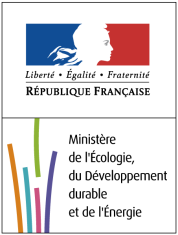 Liberté • Égalité • Fraternité
RÉPUBLIQUE FRANÇAISE
Ministère
de l'Écologie,
du Développement
durable
et de l'Énergie